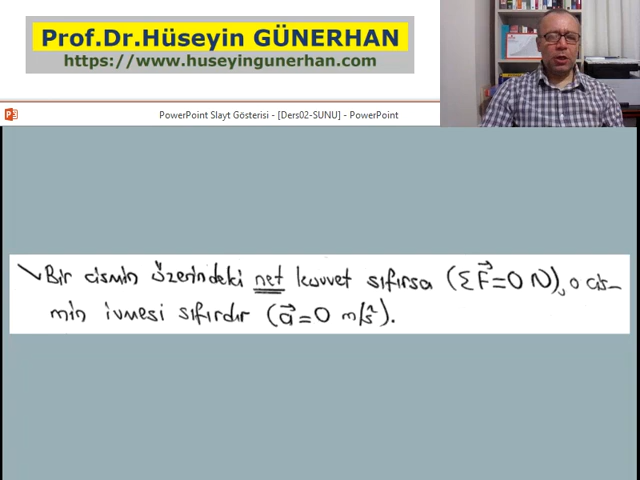 Prof.Dr.Hüseyin GÜNERHAN
https://www.huseyingunerhan.com
PowerPoint Slayt Gösterisi - [Ders02-SUNU] - PowerPoint
Bir cismin üzerindeki net kuvvet sıfırsa (ΣF⃗=0 N), o cis-
min ivmesi sıfırdır (a⃗=0 m/s²).